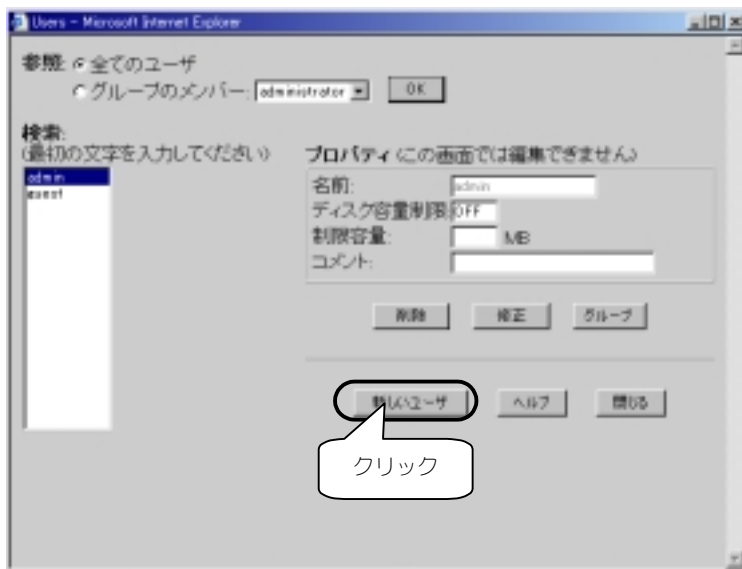 Users - Microsoft Internet Explorer
参照: 全てのユーザ
グループのメンバー: administrator OK
検索:
(最初の文字を入力してください)
admin
guest
プロパティ (この画面では編集できません)
名前: admin
ディスク容量制限: OFF
制限容量: MB
コメント:
削除 修正 グループ
新しいユーザ ヘルプ 閉じる
クリック